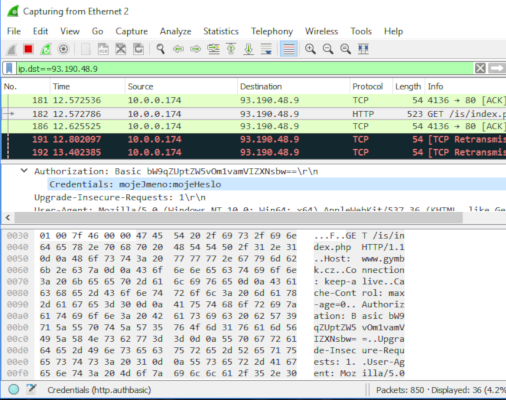 Capturing from Ethernet 2
File Edit View Go Capture Analyze Statistics Telephony Wireless Tools Help
ip.dst==93.190.48.9
No. Time Source Destination Protocol Length Info
181 12.572536 10.0.0.174 93.190.48.9 TCP 54 4136 → 80 [ACK]
182 12.572786 10.0.0.174 93.190.48.9 HTTP 523 GET /is/index.p
186 12.625525 10.0.0.174 93.190.48.9 TCP 54 4136 → 80 [ACK]
191 12.802097 10.0.0.174 93.190.48.9 TCP 54 [TCP Retransmis
192 13.402385 10.0.0.174 93.190.48.9 TCP 54 [TCP Retransmis
Authorization: Basic bW9qZUptZW5vOm1vamVIZXNsbw==\r\n
Credentials: mojeJmeno:mojeHeslo
Upgrade-Insecure-Requests: 1\r\n
User-Agent: Mozilla/5.0 (Windows NT 10.0; Win64; x64) AppleWebKit/537.36 (KHTML, like Ge
0030 01 00 7f 46 00 00 47 45 54 20 2f 69 73 2f 69 6e ...F..GE T /is/in
0040 64 65 78 2e 70 68 70 20 48 54 54 50 2f 31 2e 31 dex.php HTTP/1.1
0050 0d 0a 48 6f 73 74 3a 20 77 77 77 2e 67 79 6d 62 ..Host: www.gymb
0060 6b 2e 63 7a 0d 0a 43 6f 6e 6e 65 63 74 69 6f 6e k.cz..Co nnection
0070 3a 20 6b 65 65 70 2d 61 6c 69 76 65 0d 0a 43 61 : keep-a live..Ca
0080 63 68 65 2d 43 6f 6e 74 72 6f 6c 3a 20 6d 61 78 che-Cont rol: max
0090 2d 61 67 65 3d 30 0d 0a 41 75 74 68 6f 72 69 7a -age=0.. Authoriz
00a0 61 74 69 6f 6e 3a 20 42 61 73 69 63 20 62 57 39 ation: B asic bW9
00b0 71 5a 55 70 74 5a 57 35 76 4f 6d 31 76 61 6d 56 qZUptZW5 vOm1vamV
00c0 49 5a 58 4e 73 62 77 3d 3d 0d 0a 55 70 67 72 61 IZXNsbw= =..Upgra
00d0 64 65 2d 49 6e 73 65 63 75 72 65 2d 52 65 71 75 de-Insec ure-Requ
00e0 65 73 74 73 3a 20 31 0d 0a 55 73 65 72 2d 41 67 ests: 1. .User-Ag
00f0 65 6e 74 3a 20 4d 6f 7a 69 6c 6c 61 2f 35 2e 30 ent: Moz illa/5.0
Credentials (http.authbasic) Packets: 850 · Displayed: 36 (4.2%